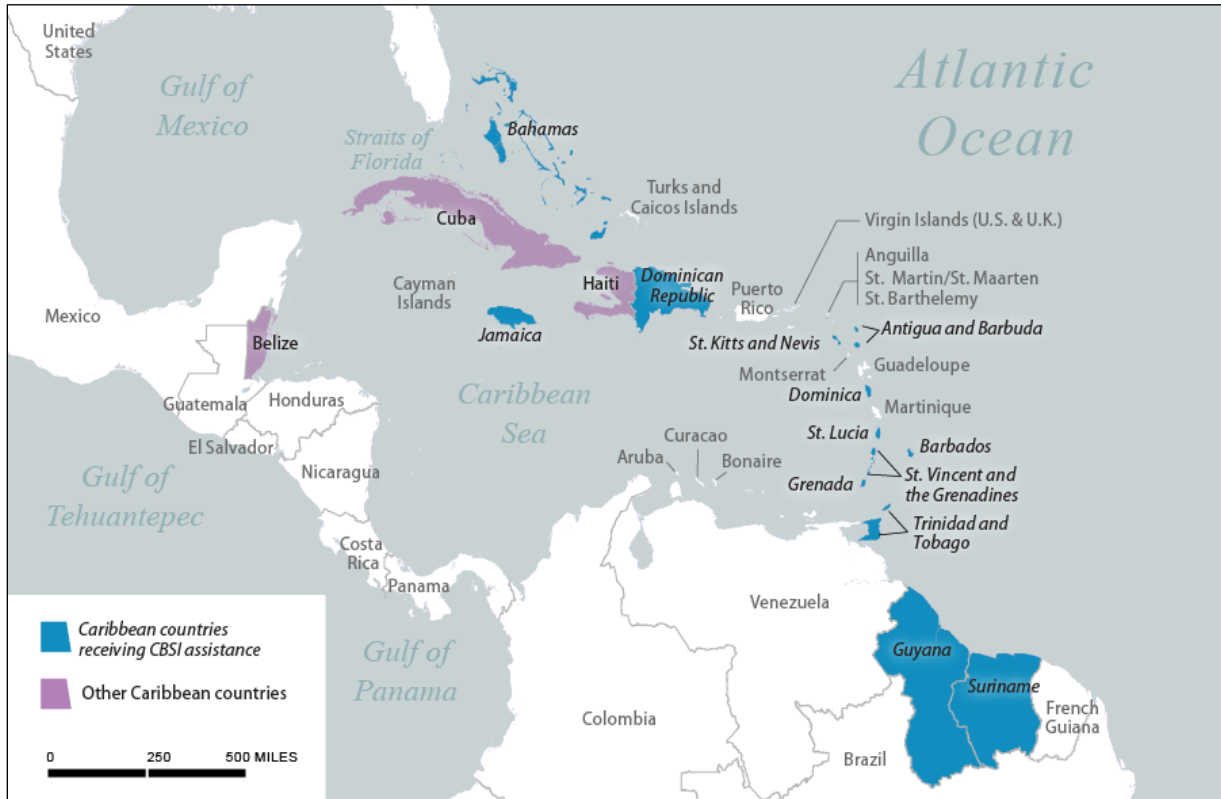 United
States
Gulf of
Mexico
Atlantic
Ocean
Straits of
Florida
Bahamas
Turks and
Caicos Islands
Cuba
Virgin Islands (U.S. & U.K.)
Anguilla
St. Martin/St. Maarten
St. Barthelemy
Cayman
Islands
Haiti
Dominican
Republic
Puerto
Rico
Mexico
Belize
Jamaica
St. Kitts and Nevis
Antigua and Barbuda
Montserrat
Guadeloupe
Guatemala
Honduras
Caribbean
Sea
Dominica
Martinique
El Salvador
Nicaragua
St. Lucia
Barbados
Curacao
Aruba
Bonaire
Grenada
St. Vincent and
the Grenadines
Gulf of
Tehuantepec
Trinidad and
Tobago
Costa
Rica
Panama
Venezuela
Gulf of
Panama
Guyana
Suriname
French
Guiana
Colombia
Brazil
Caribbean countries
receiving CBSI assistance
Other Caribbean countries
0 250 500 MILES